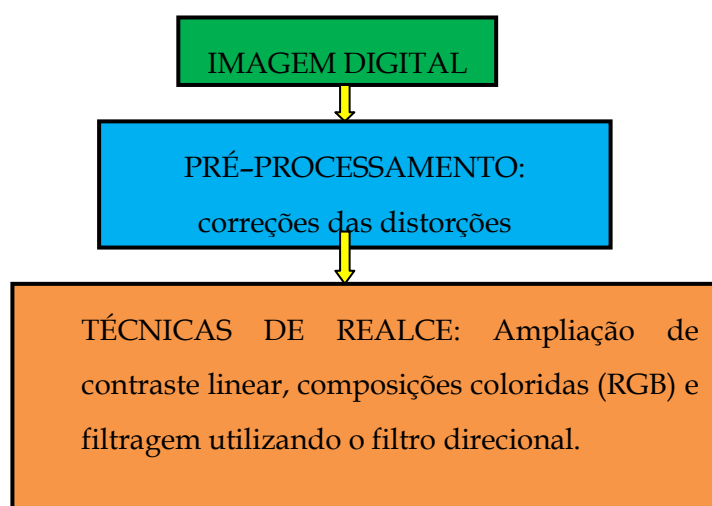 IMAGEM DIGITAL
PRÉ–PROCESSAMENTO:
correções das distorções
TÉCNICAS DE REALCE: Ampliação de
contraste linear, composições coloridas (RGB) e
filtragem utilizando o filtro direcional.